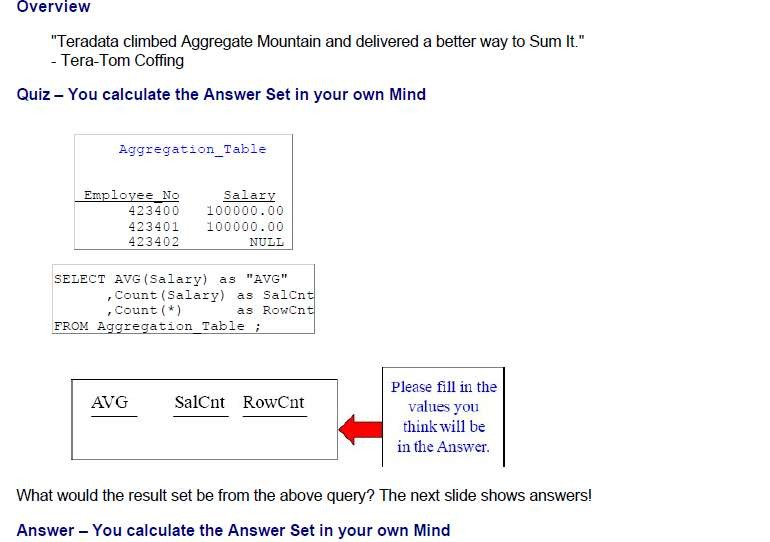 Overview
"Teradata climbed Aggregate Mountain and delivered a better way to Sum It."
- Tera-Tom Coffing
Quiz – You calculate the Answer Set in your own Mind
Aggregation_Table
Employee_No Salary
423400 100000.00
423401 100000.00
423402 NULL
SELECT AVG(Salary) as "AVG"
,Count(Salary) as SalCnt
,Count(*) as RowCnt
FROM Aggregation_Table ;
AVG SalCnt RowCnt
Please fill in the
values you
think will be
in the Answer.
What would the result set be from the above query? The next slide shows answers!
Answer – You calculate the Answer Set in your own Mind